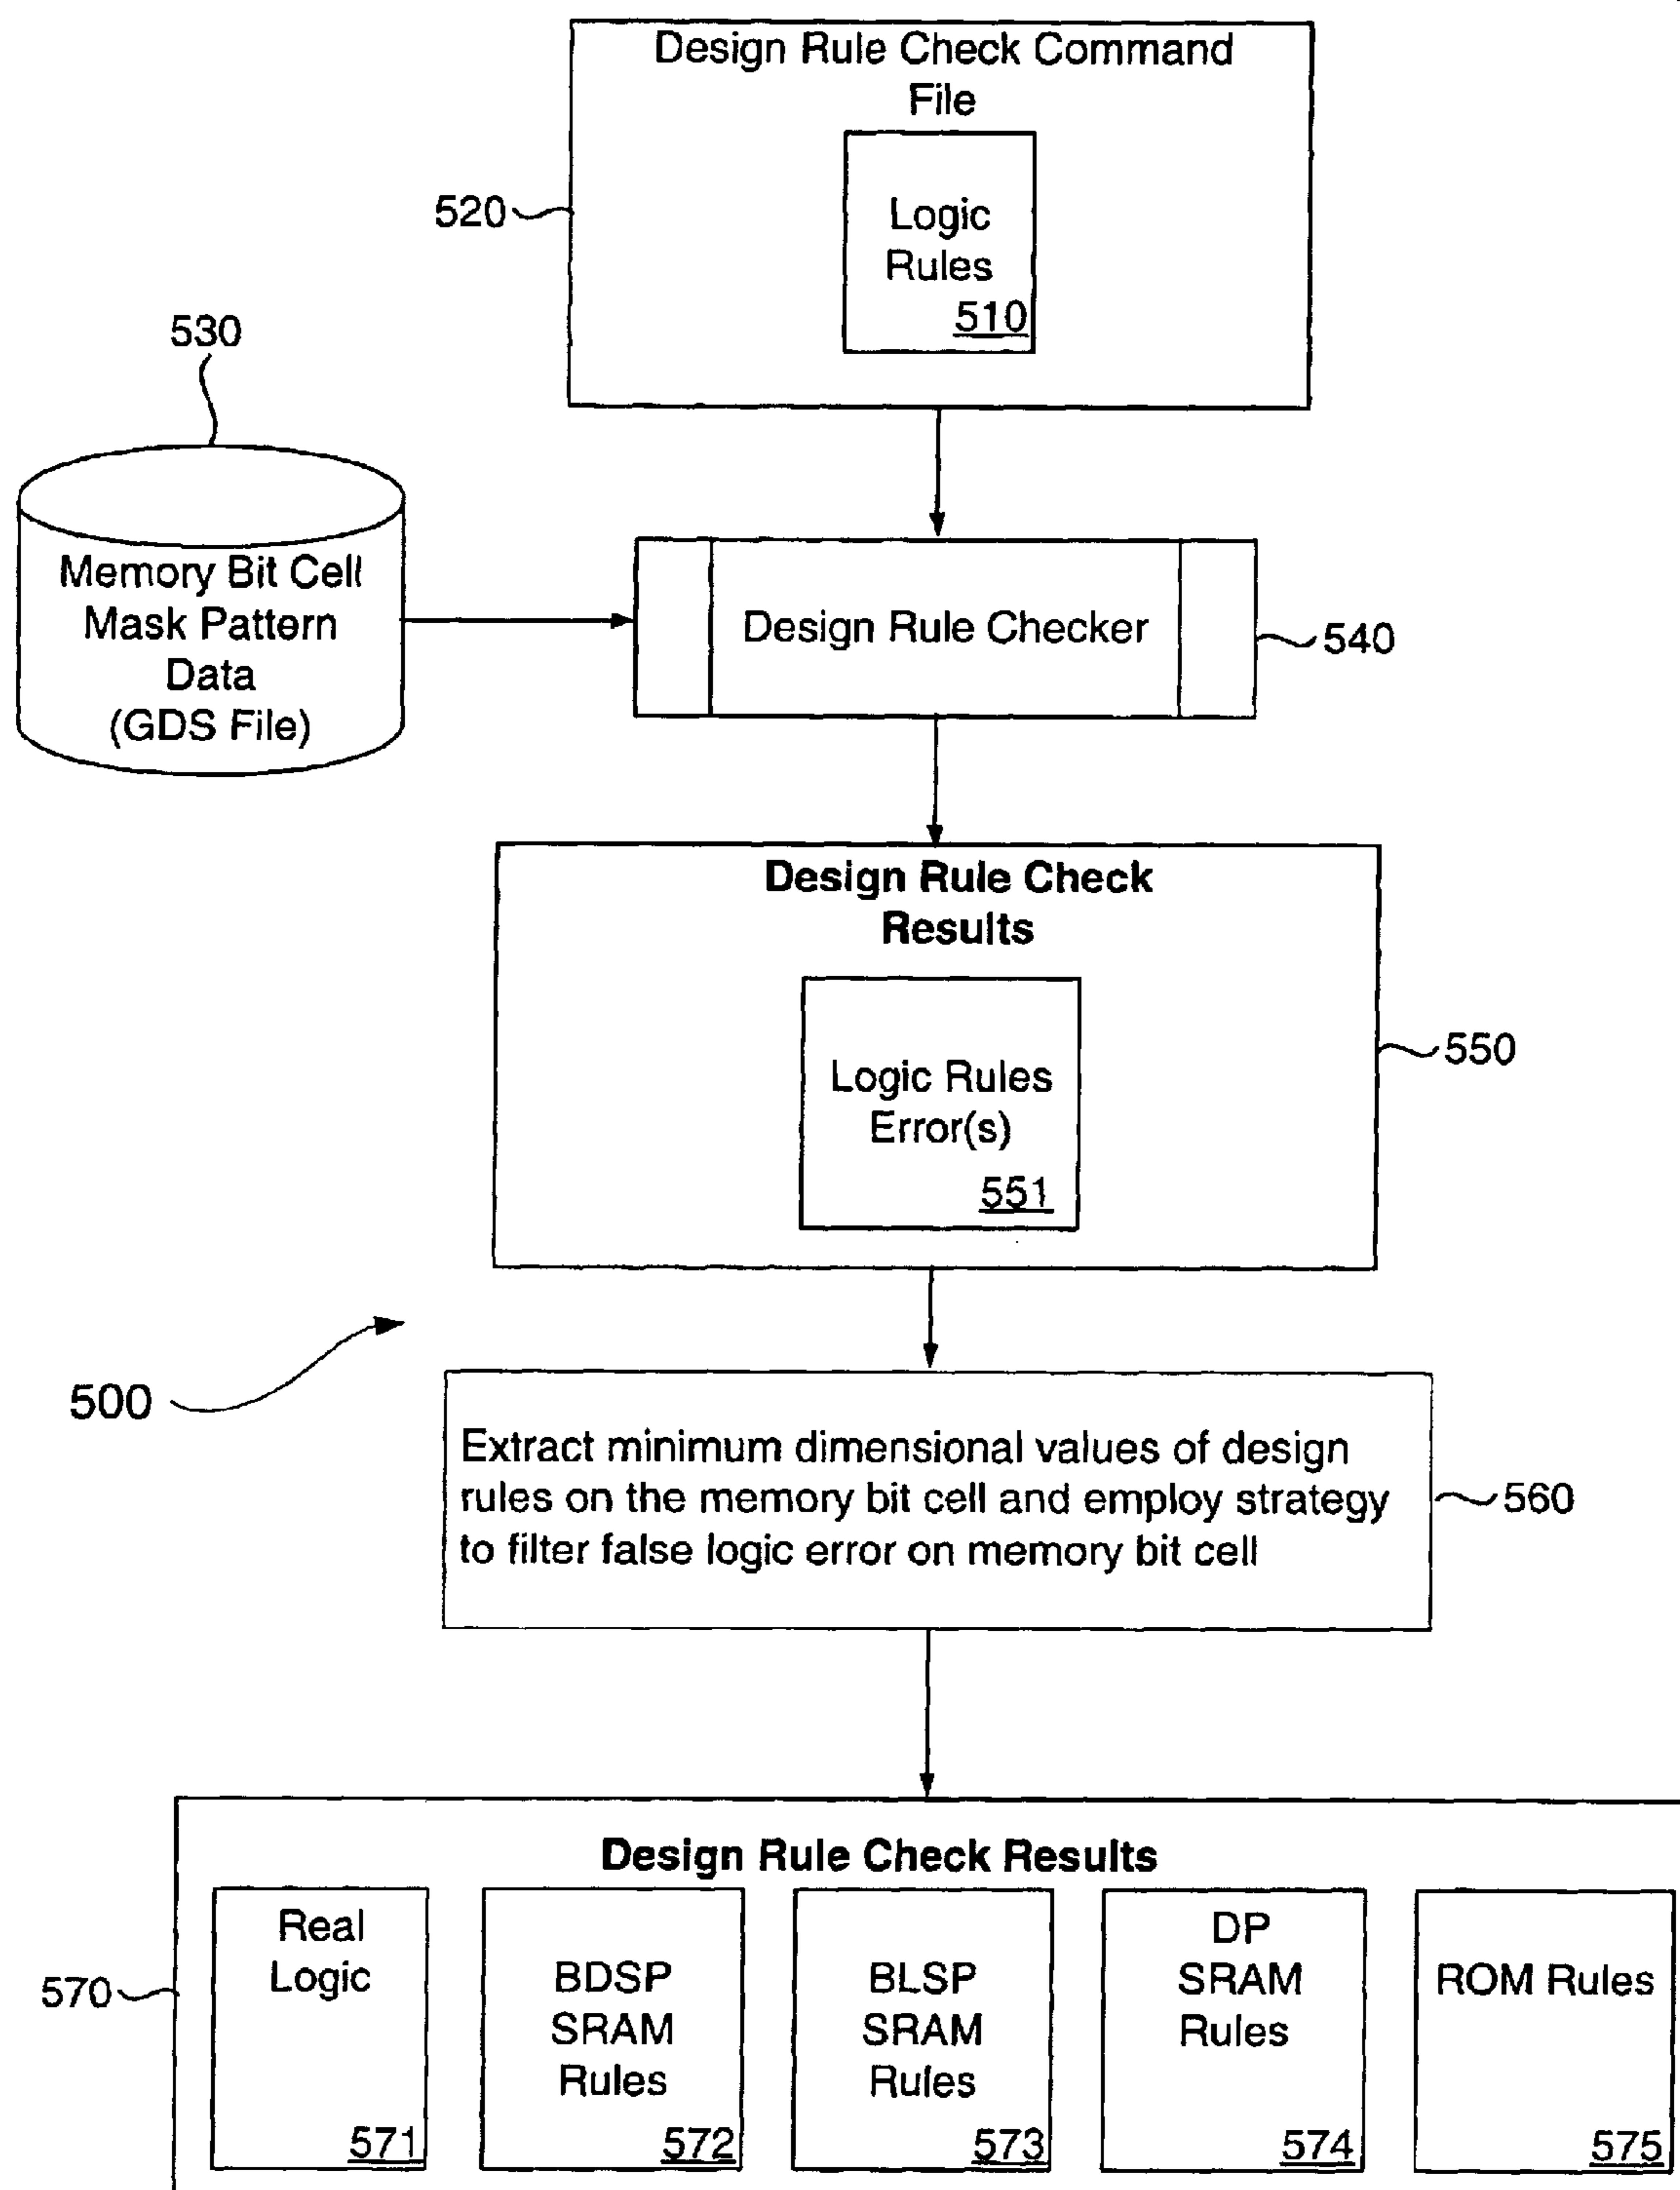 Design Rule Check Command
File
Logic
Rules
510
520
530
Memory Bit Cell
Mask Pattern
Data
(GDS File)
Design Rule Checker
540
Design Rule Check
Results
Logic Rules
Error(s)
551
550
500
Extract minimum dimensional values of design
rules on the memory bit cell and employ strategy
to filter false logic error on memory bit cell
560
Design Rule Check Results
570
Real
Logic
571
BDSP
SRAM
Rules
572
BLSP
SRAM
Rules
573
DP
SRAM
Rules
574
ROM Rules
575